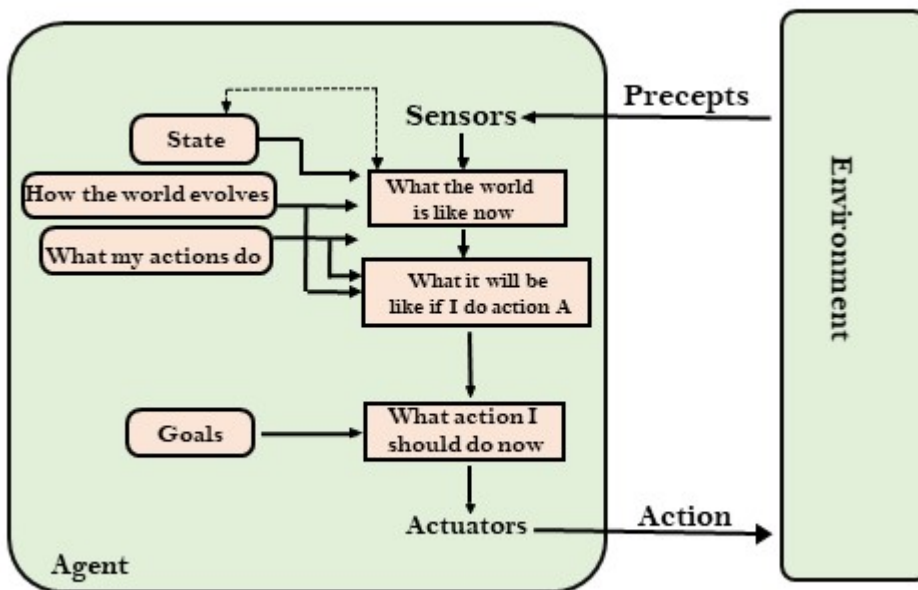 Precepts
Sensors
State
What the world
is like now
How the world evolves
What my actions do
What it will be
like if I do action A
Environment
What action I
should do now
Goals
Actuators
Action
Agent